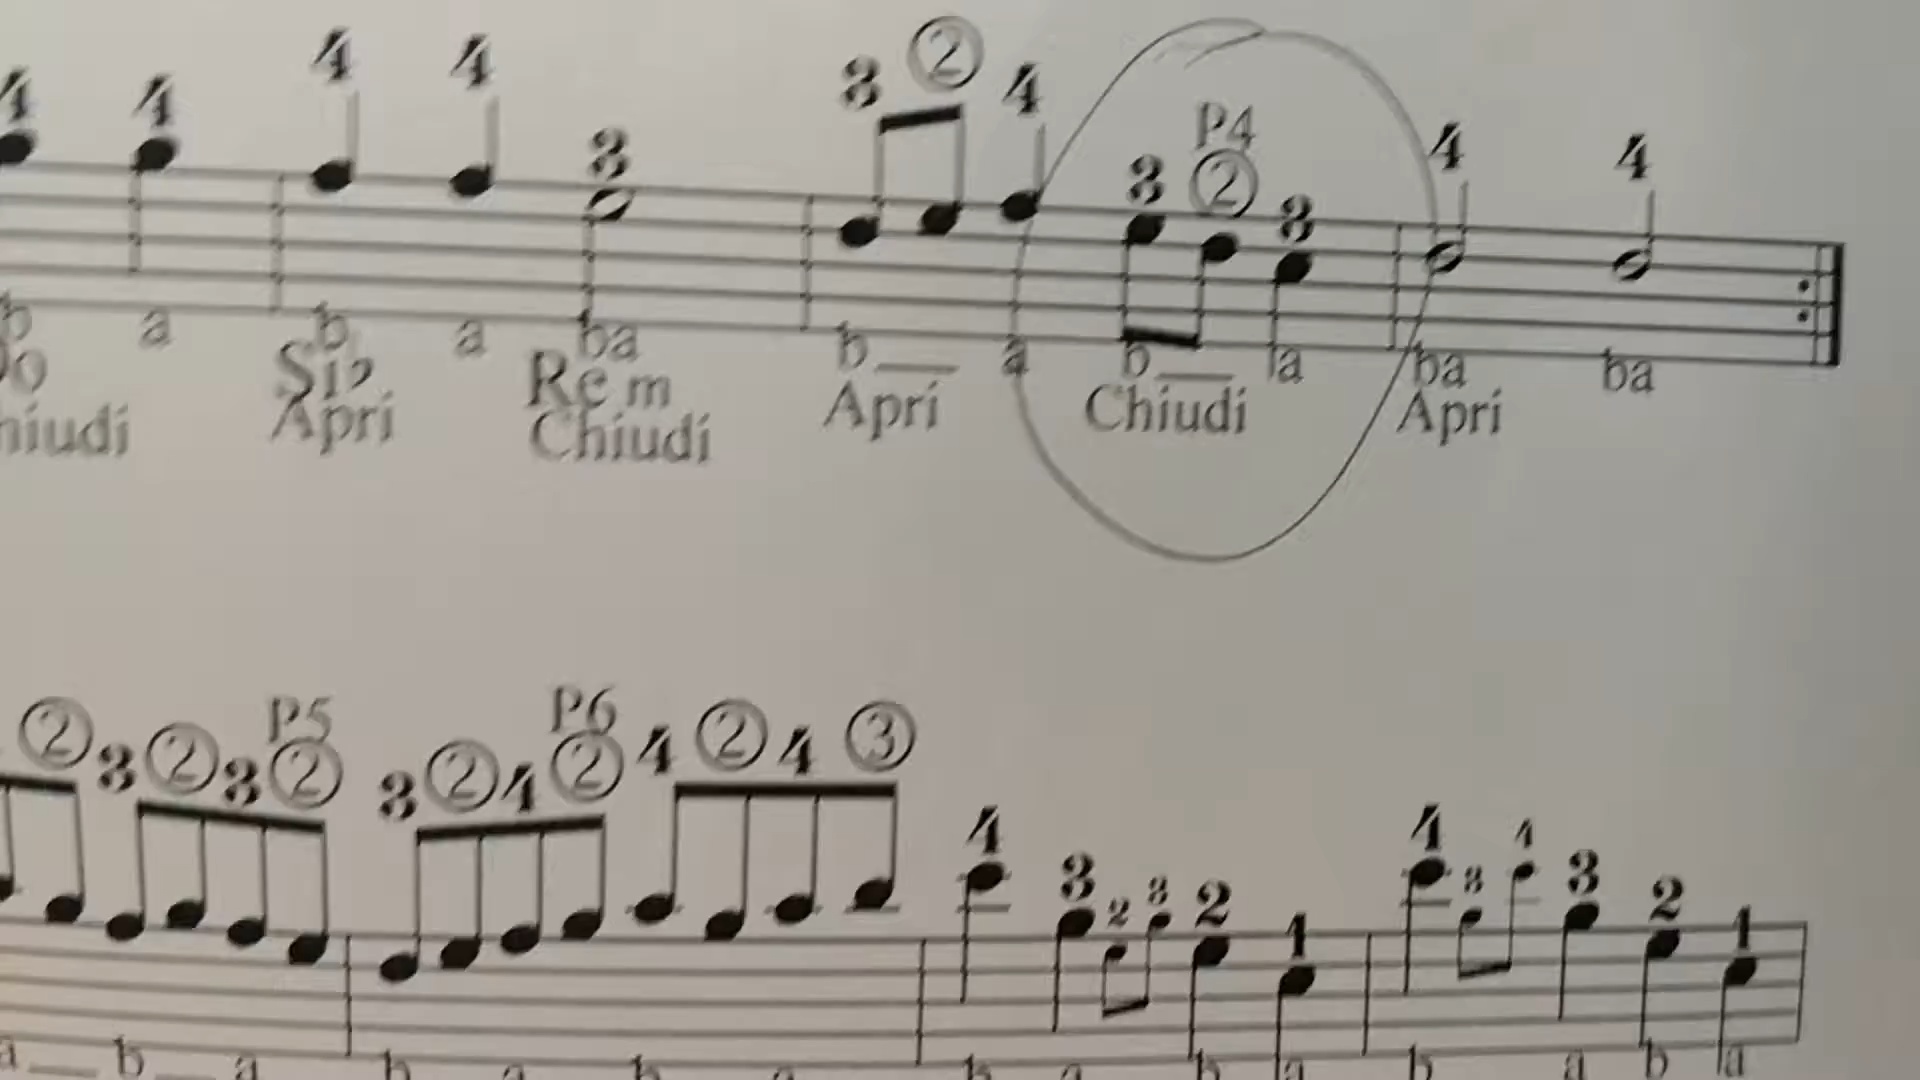 4 4 4 4 3 3 ② 4 3 P4 ② 3 4 4
b a b a ba b a b a ba ba
Do Si♭ Re m
hiudi Apri Chiudi Apri Chiudi Apri
② 3 ② 3 P5 ② 3 ② 4 P6 ② 4 ② 4 ③ 4 3 2 3 2 1 4 3 4 3 2 1
a b a b a b a b a b a b a b a